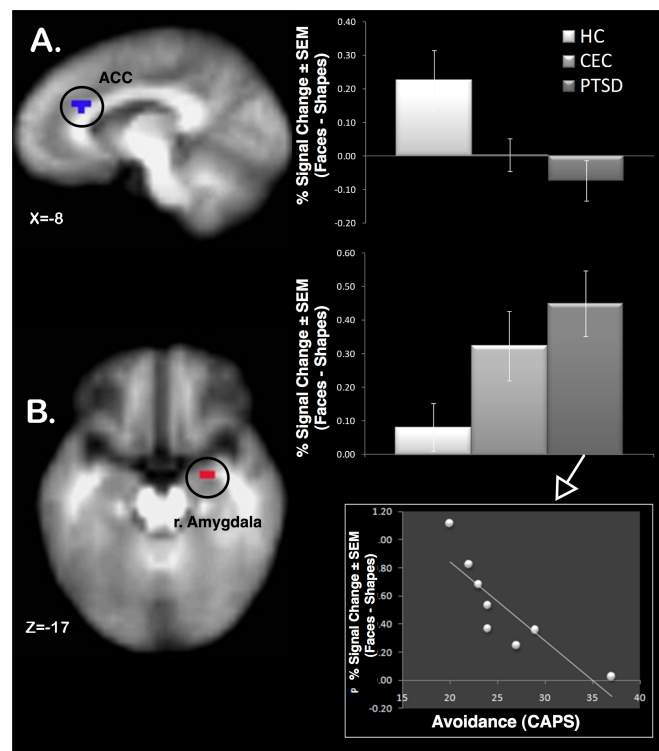 A.
ACC
X=-8
% Signal Change ± SEM
(Faces - Shapes)
0.40
0.30
0.20
0.10
0.00
-0.10
-0.20
HC
CEC
PTSD
B.
r. Amygdala
Z=-17
% Signal Change ± SEM
(Faces - Shapes)
0.60
0.50
0.40
0.30
0.20
0.10
0.00
P % Signal Change ± SEM
(Faces - Shapes)
1.20
.00
.80
.60
.40
0.20
.00
-0.20
15 20 25 30 35 40
Avoidance (CAPS)